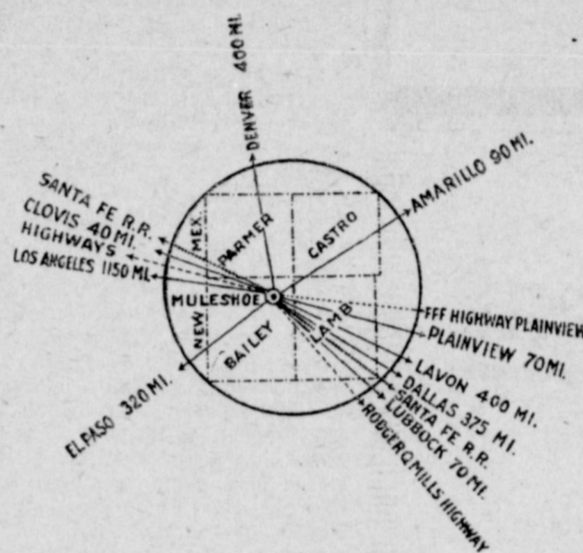 DENVER 400 MI.
AMARILLO 90 MI.
SANTA FE R.R.
CLOVIS 40 MI.
HIGHWAYS
LOS ANGELES 1150 MI.
NEW MEX.
PARMER
CASTRO
MULESHOE
BAILEY
LAMB
FFF HIGHWAY PLAINVIEW
PLAINVIEW 70 MI.
LAVON 400 MI.
DALLAS 375 MI.
SANTA FE R.R.
LUBBOCK 70 MI.
RODGER Q MILLS HIGHWAY
EL PASO 320 MI.